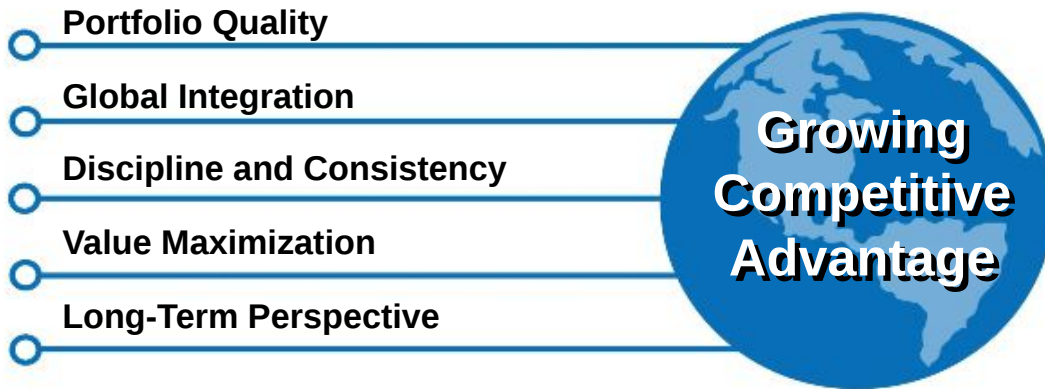 Portfolio Quality
Global Integration
Discipline and Consistency
Value Maximization
Long-Term Perspective
Growing
Competitive
Advantage